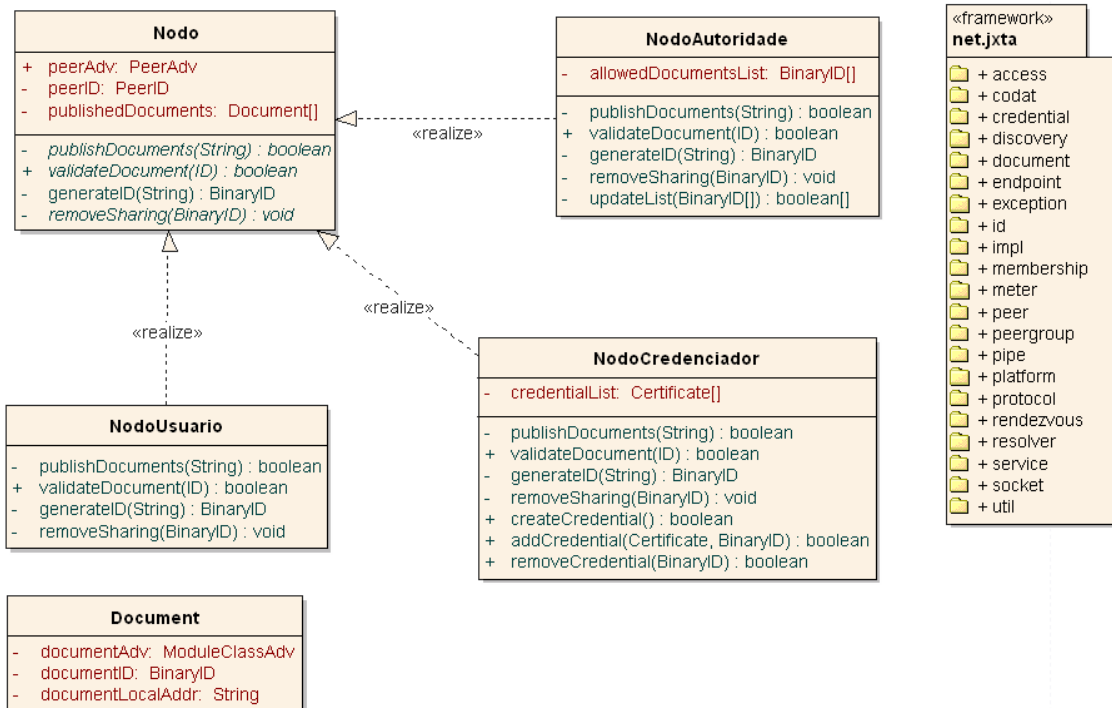 Nodo
+ peerAdv: PeerAdv
- peerID: PeerID
- publishedDocuments: Document[]
- publishDocuments(String) : boolean
+ validateDocument(ID) : boolean
- generateID(String) : BinaryID
- removeSharing(BinaryID) : void
NodoAutoridade
- allowedDocumentsList: BinaryID[]
- publishDocuments(String) : boolean
+ validateDocument(ID) : boolean
- generateID(String) : BinaryID
- removeSharing(BinaryID) : void
- updateList(BinaryID[]) : boolean[]
«realize»
«realize»
«realize»
NodoUsuario
- publishDocuments(String) : boolean
+ validateDocument(ID) : boolean
- generateID(String) : BinaryID
- removeSharing(BinaryID) : void
NodoCredenciador
- credentialList: Certificate[]
- publishDocuments(String) : boolean
+ validateDocument(ID) : boolean
- generateID(String) : BinaryID
- removeSharing(BinaryID) : void
+ createCredential() : boolean
+ addCredential(Certificate, BinaryID) : boolean
+ removeCredential(BinaryID) : boolean
Document
- documentAdv: ModuleClassAdv
- documentID: BinaryID
- documentLocalAddr: String
«framework»
net.jxta
+ access
+ codat
+ credential
+ discovery
+ document
+ endpoint
+ exception
+ id
+ impl
+ membership
+ meter
+ peer
+ peergroup
+ pipe
+ platform
+ protocol
+ rendezvous
+ resolver
+ service
+ socket
+ util